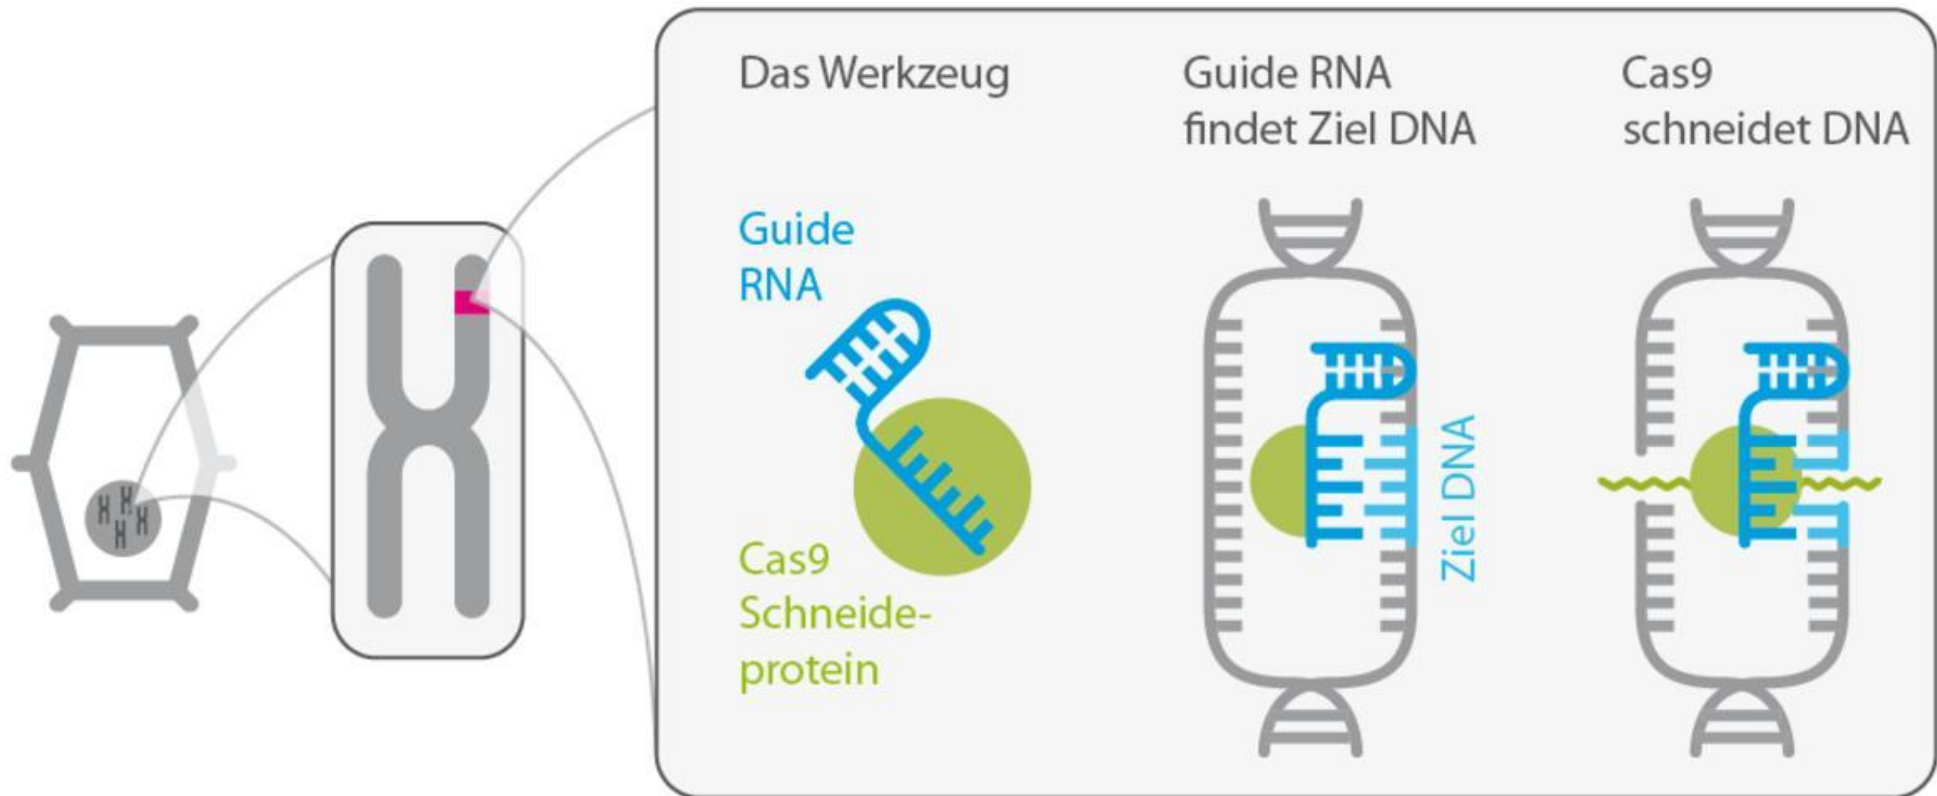 Das Werkzeug
Guide RNA
findet Ziel DNA
Cas9
schneidet DNA
Guide
RNA
Cas9
Schneide-
protein
Ziel DNA